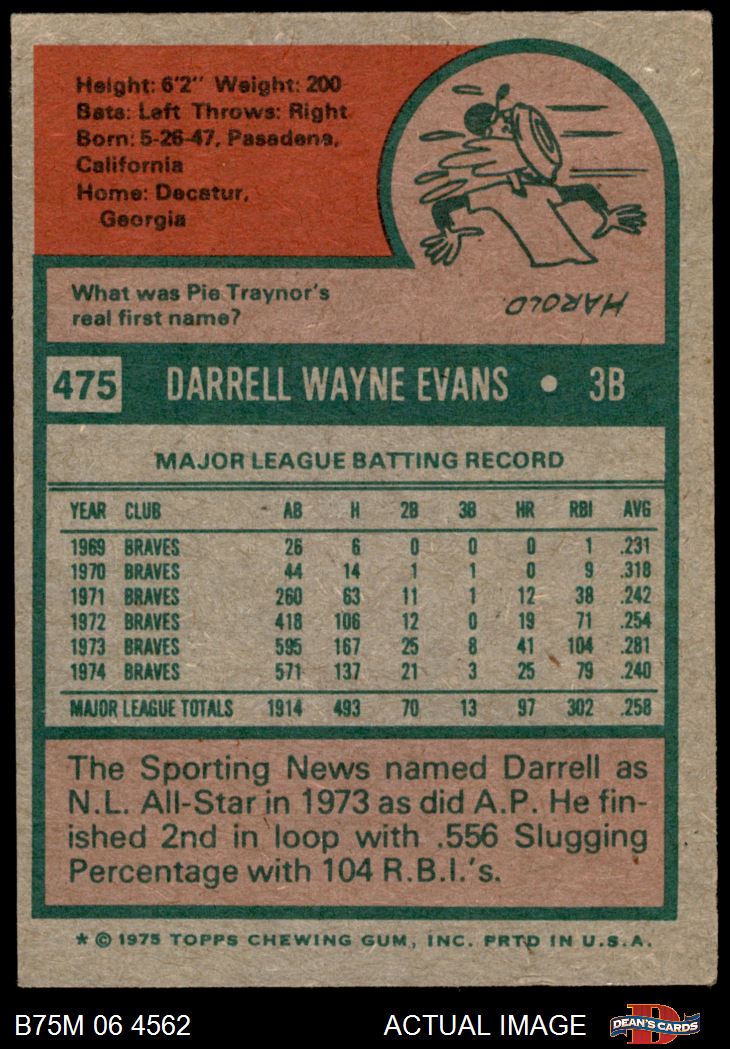 Height: 6'2" Weight: 200
Bats: Left Throws: Right
Born: 5-26-47, Pasadena,
California
Home: Decatur,
Georgia
What was Pie Traynor's
real first name?
HAROLD
475 DARRELL WAYNE EVANS • 3B
MAJOR LEAGUE BATTING RECORD
YEAR CLUB AB H 2B 3B HR RBI AVG
1969 BRAVES 26 6 0 0 0 1 .231
1970 BRAVES 44 14 1 1 0 9 .318
1971 BRAVES 260 63 11 1 12 38 .242
1972 BRAVES 418 106 12 0 19 71 .254
1973 BRAVES 595 167 25 8 41 104 .281
1974 BRAVES 571 137 21 3 25 79 .240
MAJOR LEAGUE TOTALS 1914 493 70 13 97 302 .258
The Sporting News named Darrell as
N.L. All-Star in 1973 as did A.P. He fin-
ished 2nd in loop with .556 Slugging
Percentage with 104 R.B.I.'s.
* © 1975 TOPPS CHEWING GUM, INC. PRTD IN U.S.A.
B75M 06 4562 ACTUAL IMAGE D DEAN'S CARDS